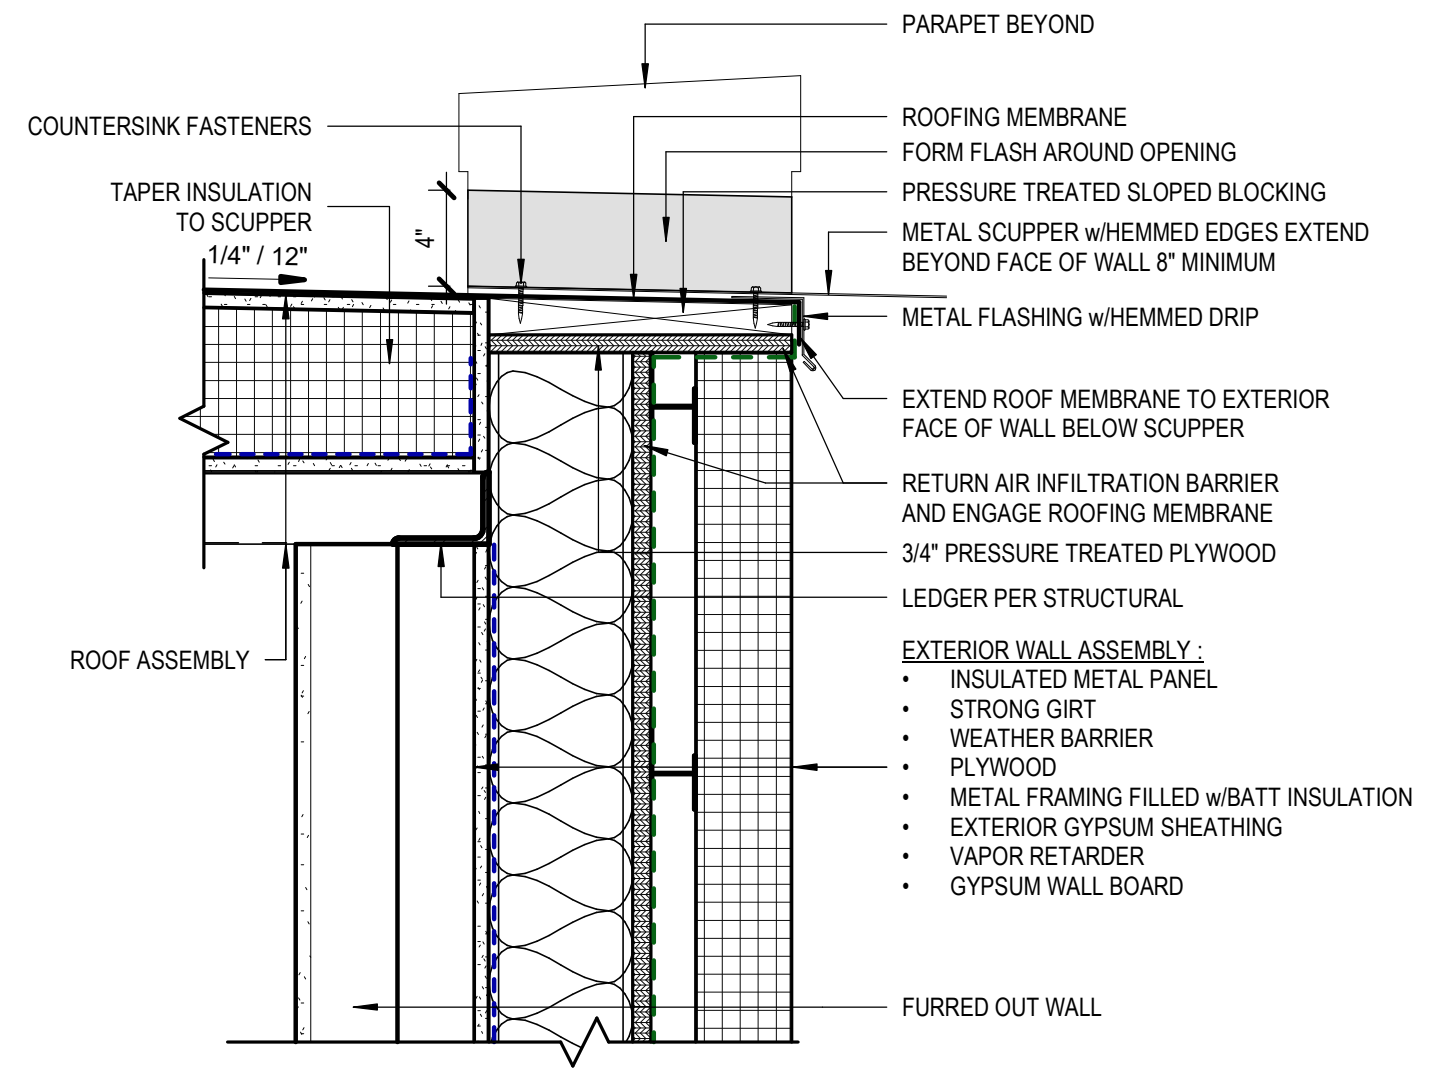 PARAPET BEYOND
COUNTERSINK FASTENERS
ROOFING MEMBRANE
FORM FLASH AROUND OPENING
TAPER INSULATION
TO SCUPPER
1/4" / 12"
4"
PRESSURE TREATED SLOPED BLOCKING
METAL SCUPPER w/HEMMED EDGES EXTEND
BEYOND FACE OF WALL 8" MINIMUM
METAL FLASHING w/HEMMED DRIP
EXTEND ROOF MEMBRANE TO EXTERIOR
FACE OF WALL BELOW SCUPPER
RETURN AIR INFILTRATION BARRIER
AND ENGAGE ROOFING MEMBRANE
3/4" PRESSURE TREATED PLYWOOD
LEDGER PER STRUCTURAL
ROOF ASSEMBLY
EXTERIOR WALL ASSEMBLY :
• INSULATED METAL PANEL
• STRONG GIRT
• WEATHER BARRIER
• PLYWOOD
• METAL FRAMING FILLED w/BATT INSULATION
• EXTERIOR GYPSUM SHEATHING
• VAPOR RETARDER
• GYPSUM WALL BOARD
FURRED OUT WALL